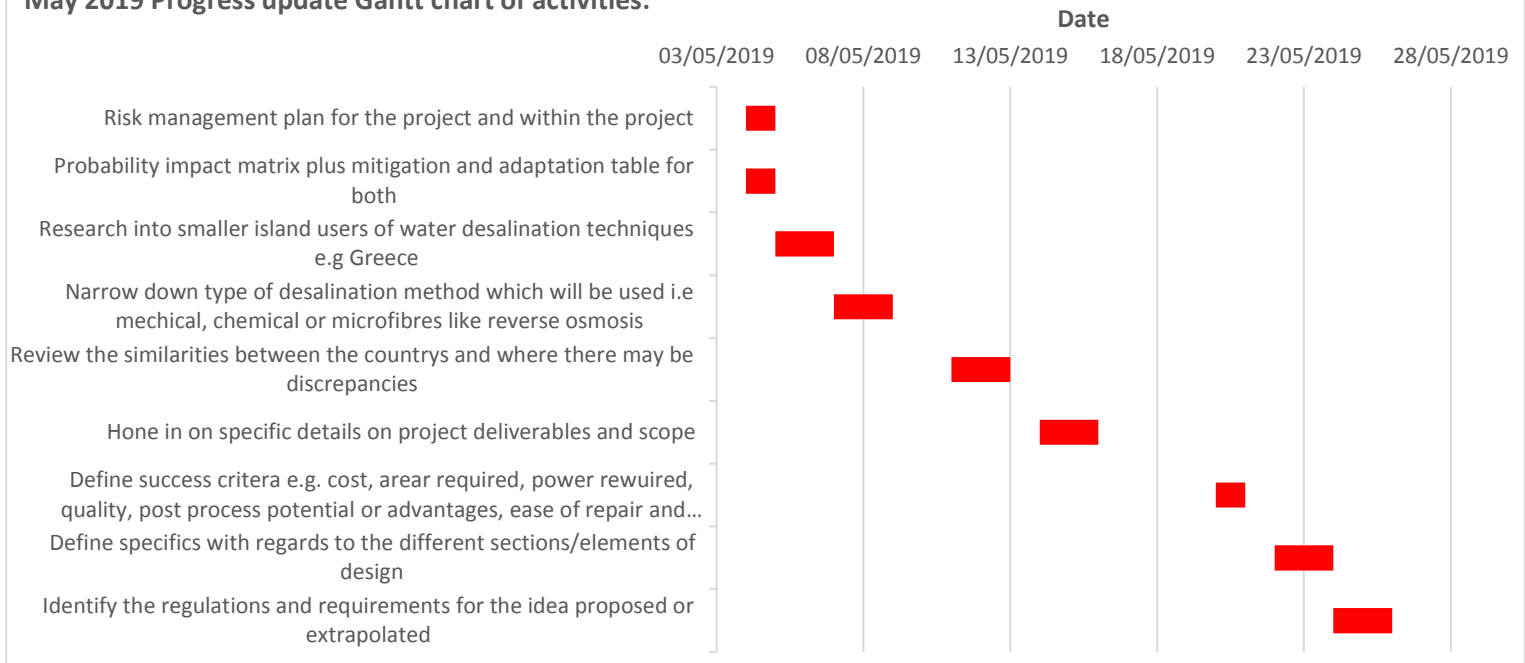 May 2019 Progress update Gantt chart of activities:
Date
03/05/2019 08/05/2019 13/05/2019 18/05/2019 23/05/2019 28/05/2019
Risk management plan for the project and within the project
Probability impact matrix plus mitigation and adaptation table for
both
Research into smaller island users of water desalination techniques
e.g Greece
Narrow down type of desalination method which will be used i.e
mechical, chemical or microfibres like reverse osmosis
Review the similarities between the countrys and where there may be
discrepancies
Hone in on specific details on project deliverables and scope
Define success critera e.g. cost, arear required, power rewuired,
quality, post process potential or advantages, ease of repair and…
Define specifics with regards to the different sections/elements of
design
Identify the regulations and requirements for the idea proposed or
extrapolated